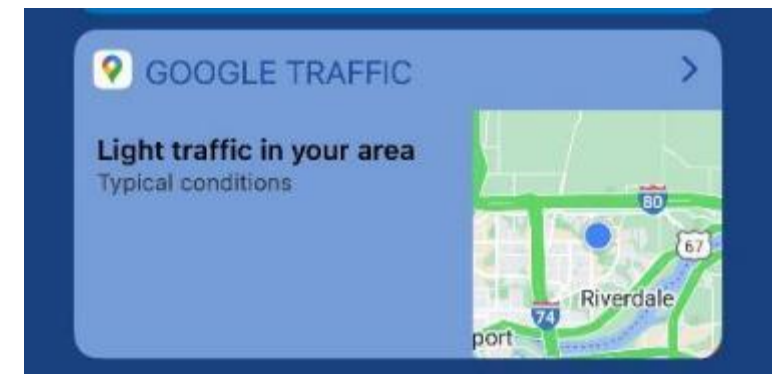 GOOGLE TRAFFIC
Light traffic in your area
Typical conditions
80
67
Riverdale
74
port